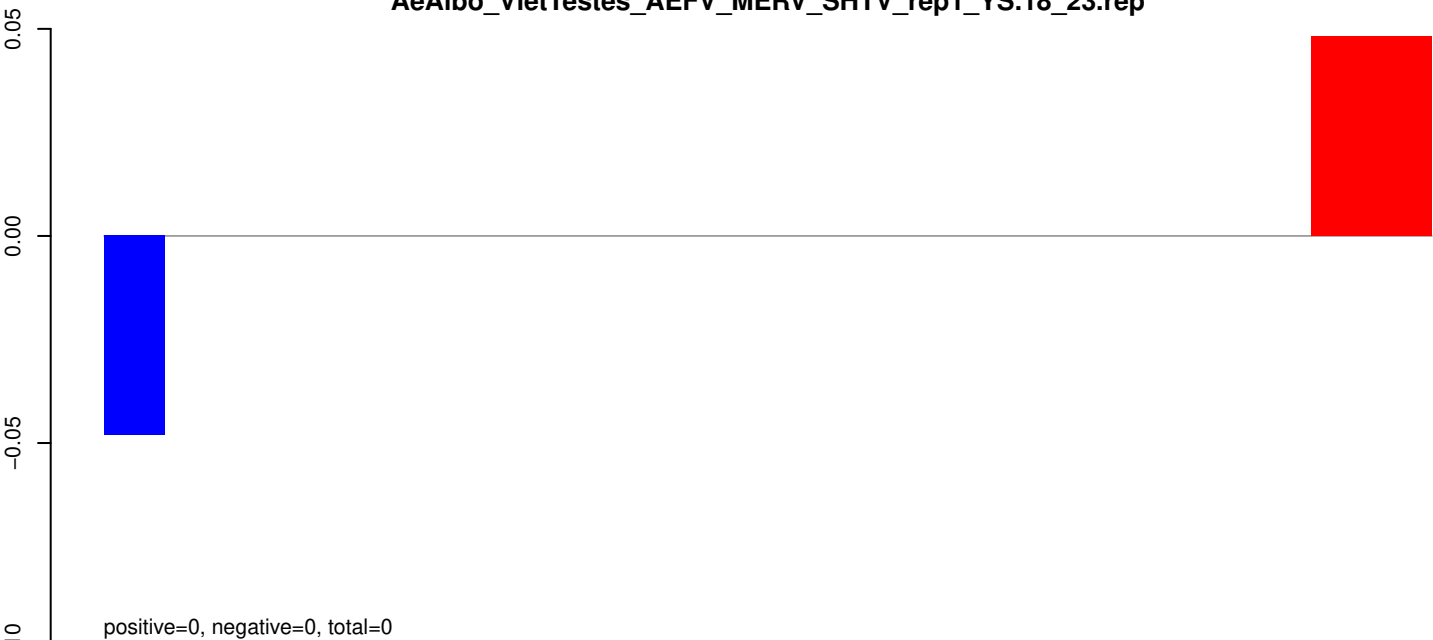 AeAlbo_VietTestes_AEFV_MERV_SHTV_rep1_YS.18_23.rep
0.05
0.00
−0.05
positive=0, negative=0, total=0